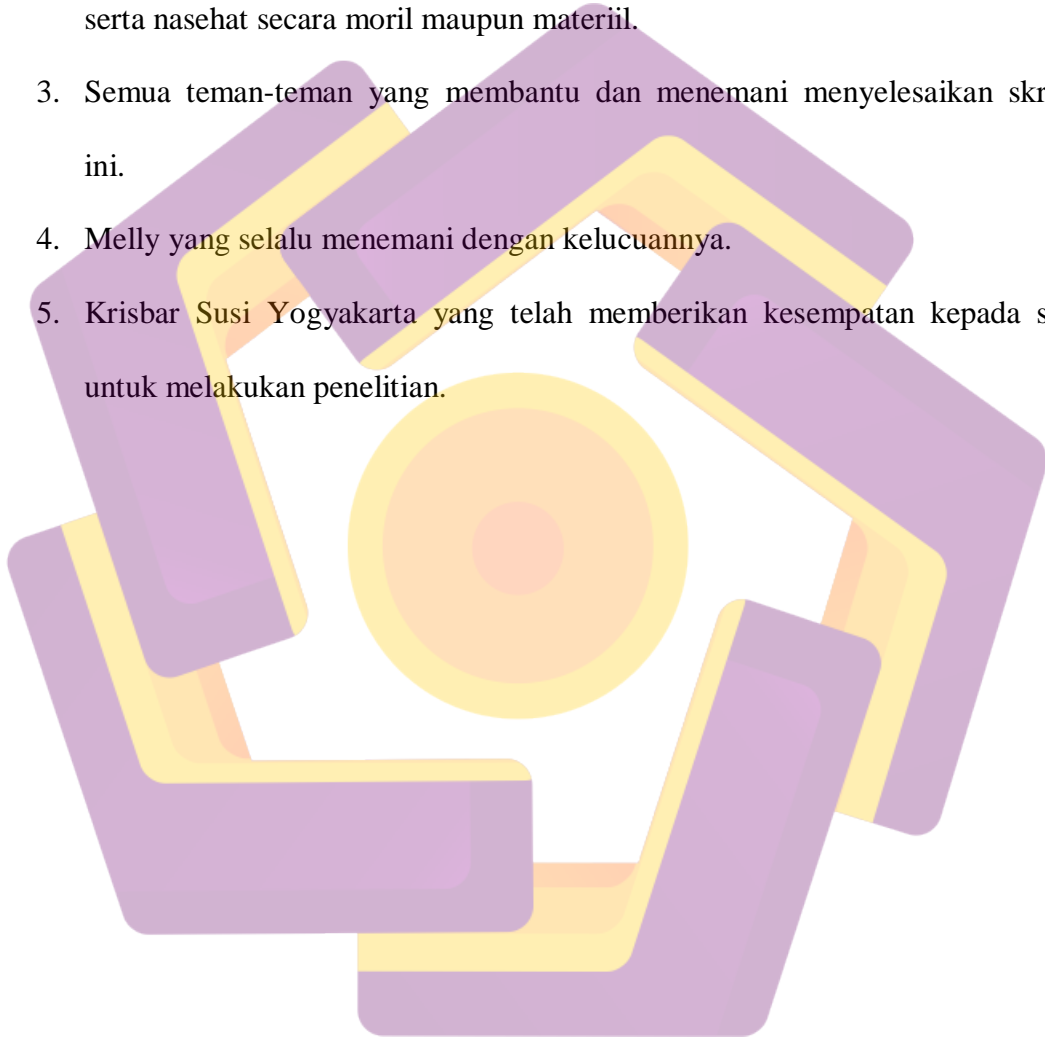 serta nasehat secara moril maupun materiil.
3. Semua teman-teman yang membantu dan menemani menyelesaikan
ini.
4. Melly yang selalu menemani dengan kelucuannya.
5. Krisbar Susi Yogyakarta yang telah memberikan kesempatan kepada
untuk melakukan penelitian.